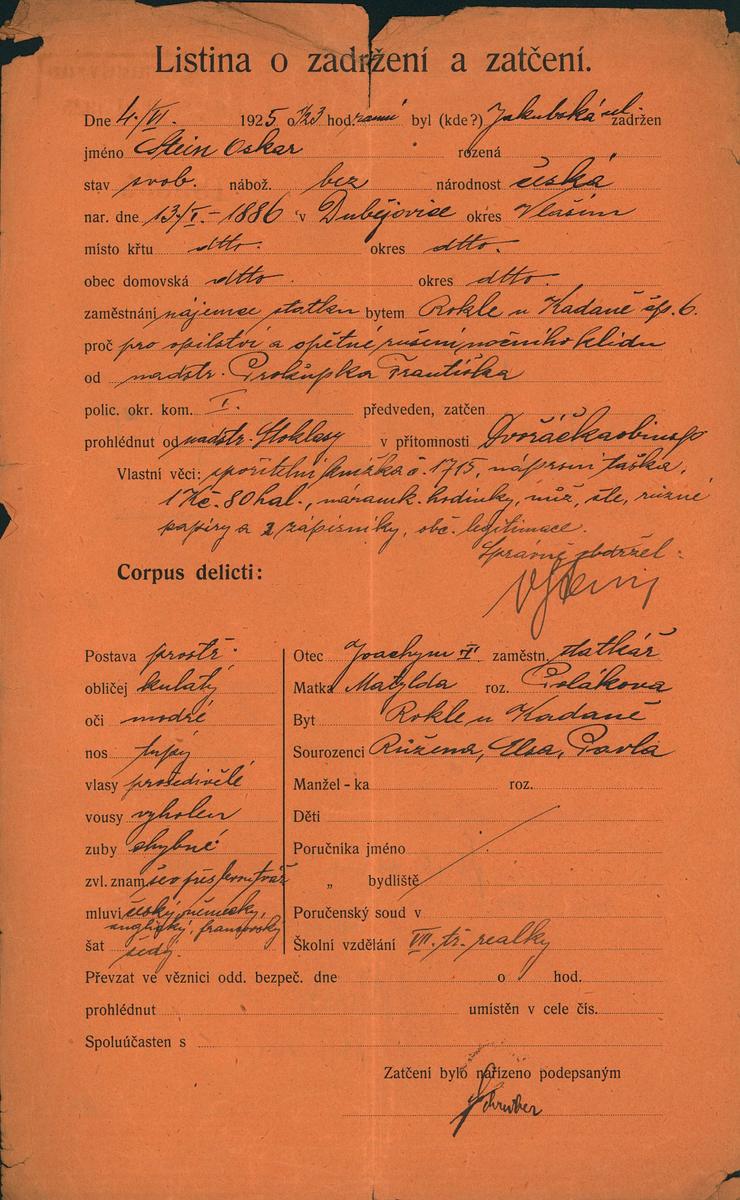 Listina o zadržení a zatčení.
Dne 4./VI. 1925 o 1/23 hod. ranní byl (kde?) Jakubská ul. zadržen
jméno Stein Oskar rozená
stav svob. nábož. bez národnost česká
nar. dne 13./I. - 1886 v Dubějovice okres Vlašim
místo křtu dtto. okres dtto.
obec domovská dtto. okres dtto.
zaměstnání nájemce statku bytem Rokle u Kadaně čp. 6.
proč pro opilství a opětné rušení nočního klidu
od nadstr. Prokůpka Františka
polic. okr. kom. I. předveden, zatčen
prohlédnut od nadstr. Stoklasy v přítomnosti Dvořáčka
Vlastní věci: spořitelní knížka č. 1715, náprsní taška,
1 Kč. 80 hal., náramk. hodinky, nůž, různé
papíry a 2 zápisníky, obč. legitimace.
Správně obdržel:
Corpus delicti:
Postava prostř.
obličej kulatý
oči modré
nos tupý
vlasy prošedivělé
vousy vyholen
zuby chybné
zvl. znam.
mluví český, německy,
anglický, francouský
šat šedý.
Otec Joachym zaměstn. statkář
Matka Matylda roz. Polákova
Byt Rokle u Kadaně
Sourozenci Růžena, Elsa, Pavla
Manžel - ka roz.
Děti
Poručníka jméno
„ bydliště
Poručenský soud v
Školní vzdělání VII. tř. realky
Převzat ve věznici odd. bezpeč. dne o hod.
prohlédnut umístěn v cele čís.
Spoluúčasten s
Zatčení bylo nařízeno podepsaným